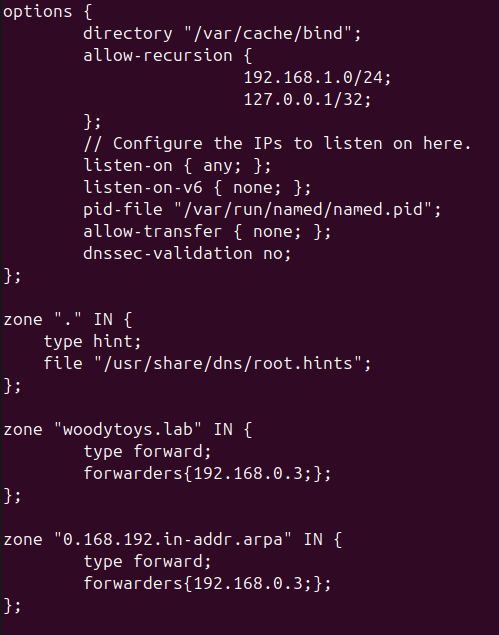 options {
        directory "/var/cache/bind";
        allow-recursion {
                        192.168.1.0/24;
                        127.0.0.1/32;
        };
        // Configure the IPs to listen on here.
        listen-on { any; };
        listen-on-v6 { none; };
        pid-file "/var/run/named/named.pid";
        allow-transfer { none; };
        dnssec-validation no;
};

zone "." IN {
    type hint;
    file "/usr/share/dns/root.hints";
};

zone "woodytoys.lab" IN {
        type forward;
        forwarders{192.168.0.3;};
};

zone "0.168.192.in-addr.arpa" IN {
        type forward;
        forwarders{192.168.0.3;};
};